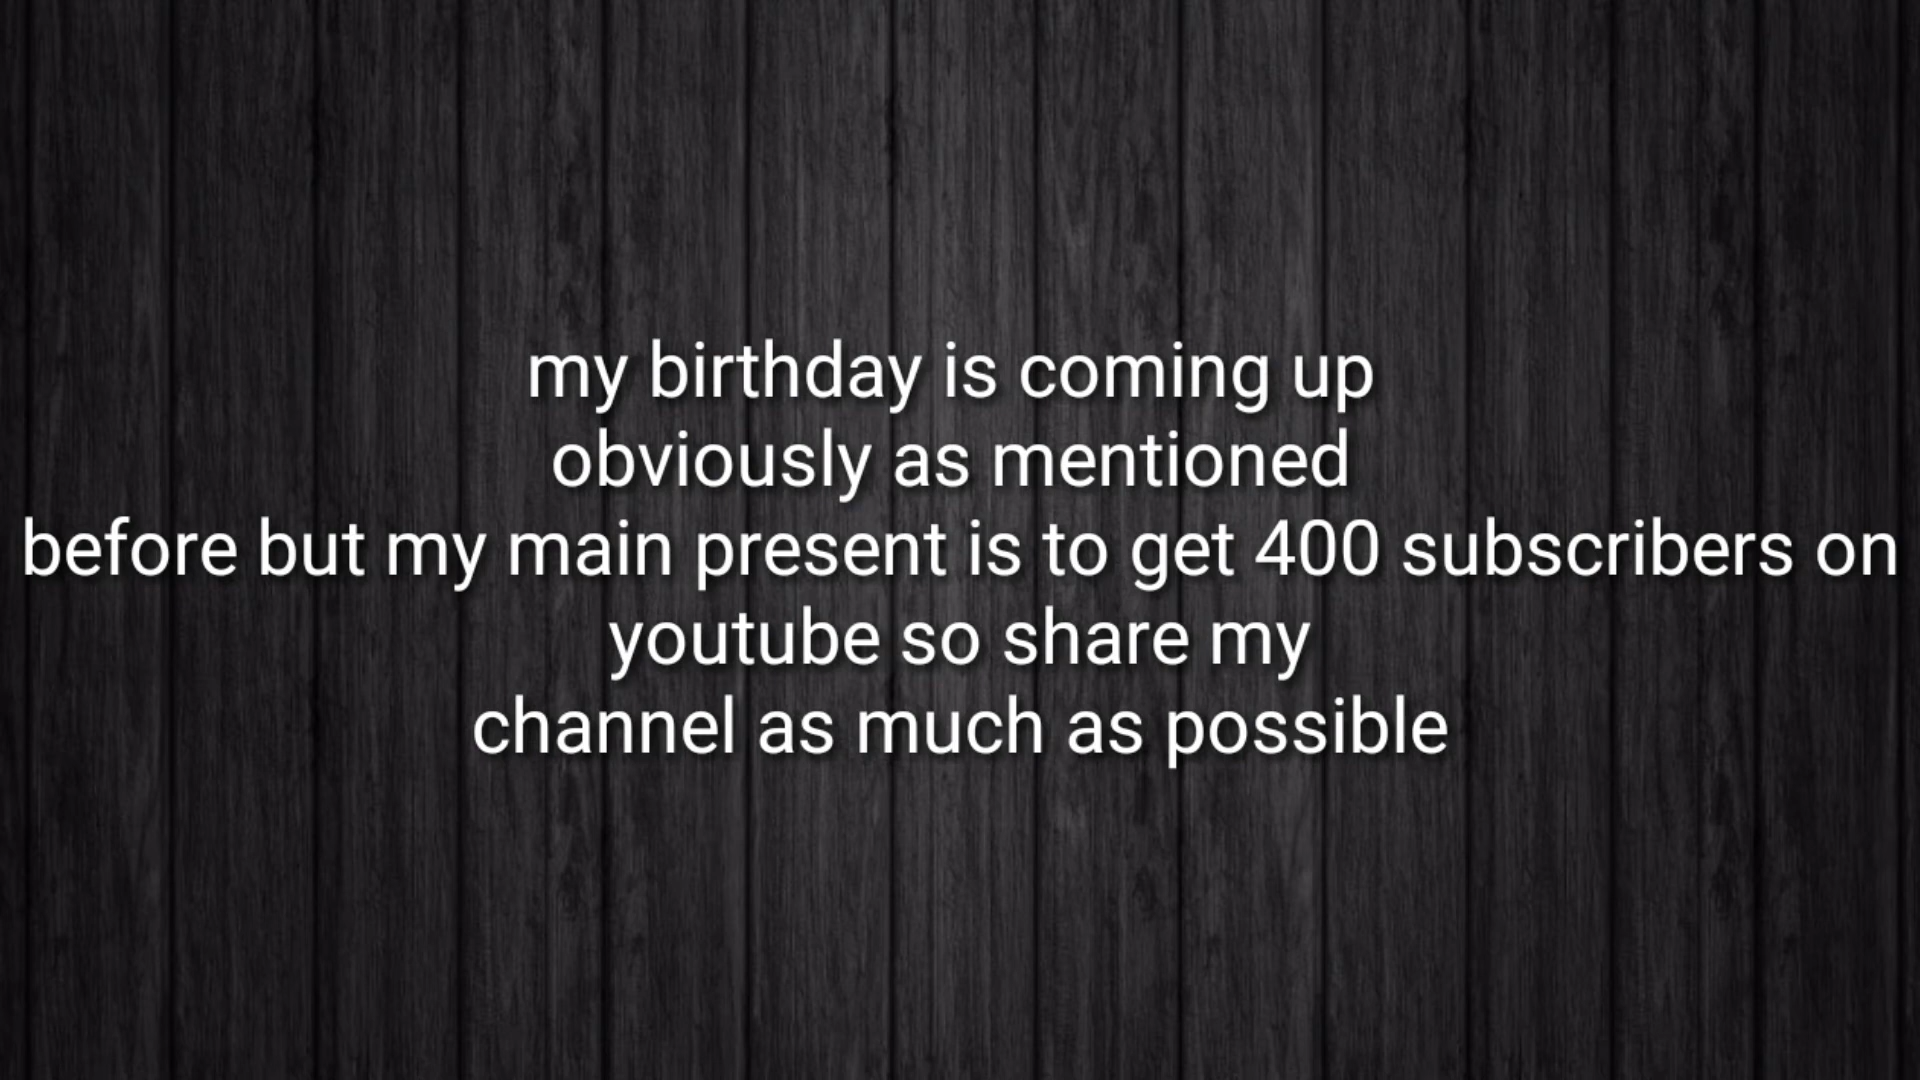 my birthday is coming up
obviously as mentioned
before but my main present is to get 400 subscribers on
youtube so share my
channel as much as possible